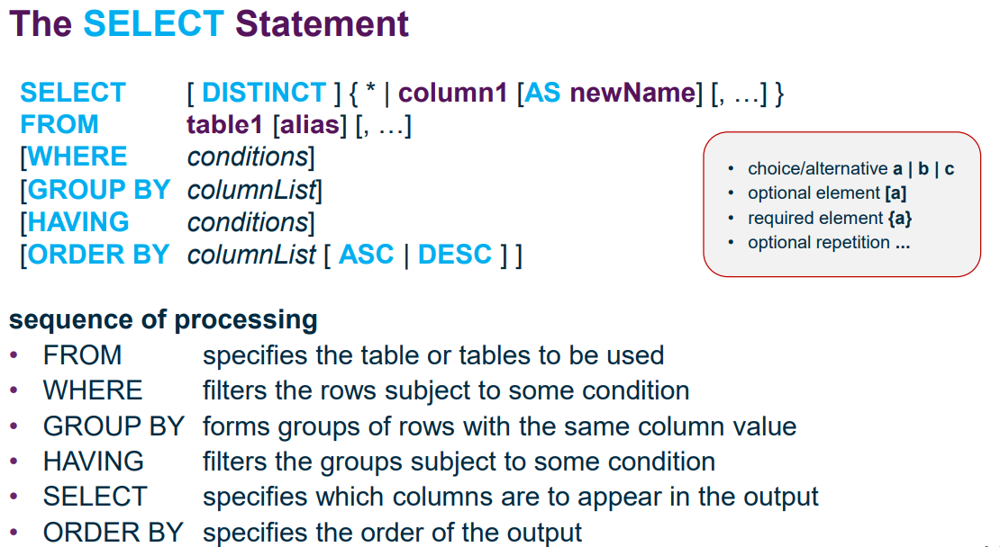 The SELECT Statement
SELECT [ DISTINCT ] { * | column1 [AS newName] [, …] }
FROM table1 [alias] [, …]
[WHERE conditions]
[GROUP BY columnList]
[HAVING conditions]
[ORDER BY columnList [ ASC | DESC ] ]
• choice/alternative a | b | c
• optional element [a]
• required element {a}
• optional repetition ...
sequence of processing
• FROM specifies the table or tables to be used
• WHERE filters the rows subject to some condition
• GROUP BY forms groups of rows with the same column value
• HAVING filters the groups subject to some condition
• SELECT specifies which columns are to appear in the output
• ORDER BY specifies the order of the output